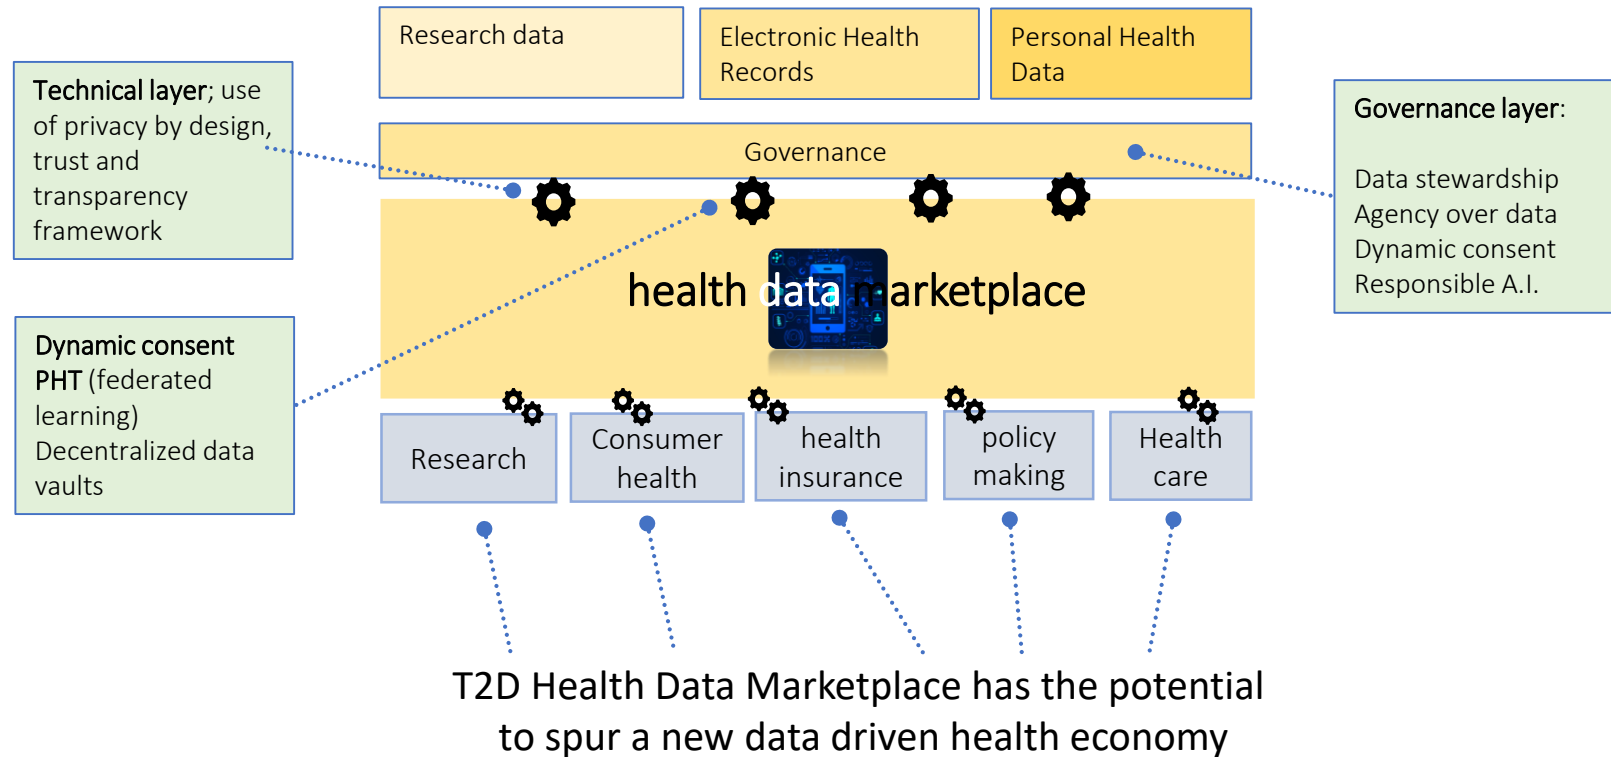 Research data
Electronic Health
Records
Personal Health
Data
Technical layer; use
of privacy by design,
trust and
transparency
framework
Governance
Governance layer:
Data stewardship
Agency over data
Dynamic consent
Responsible A.I.
health data marketplace
Dynamic consent
PHT (federated
learning)
Decentralized data
vaults
Research
Consumer
health
health
insurance
policy
making
Health
care
T2D Health Data Marketplace has the potential
to spur a new data driven health economy